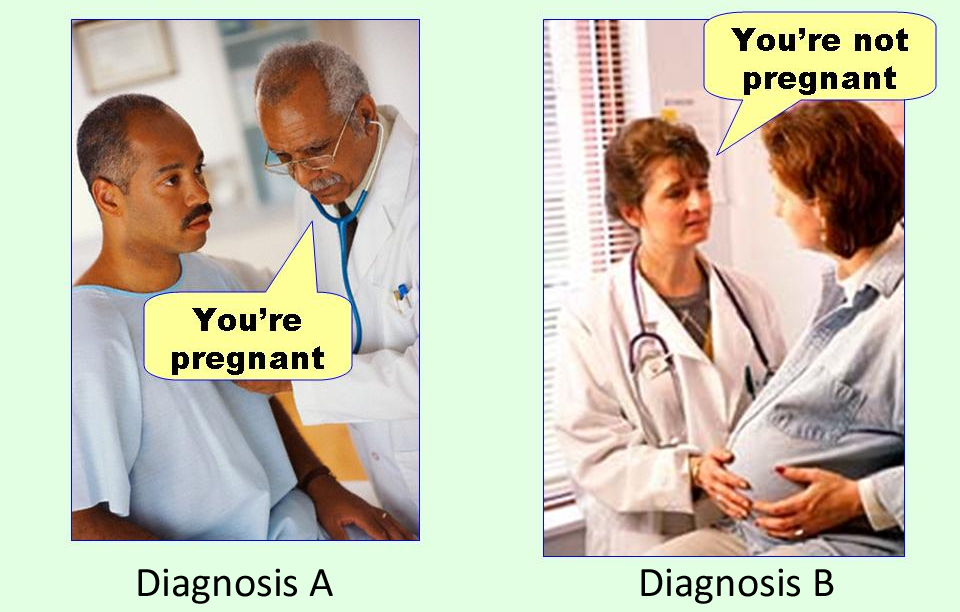 You're
pregnant
You're not
pregnant
Diagnosis A
Diagnosis B